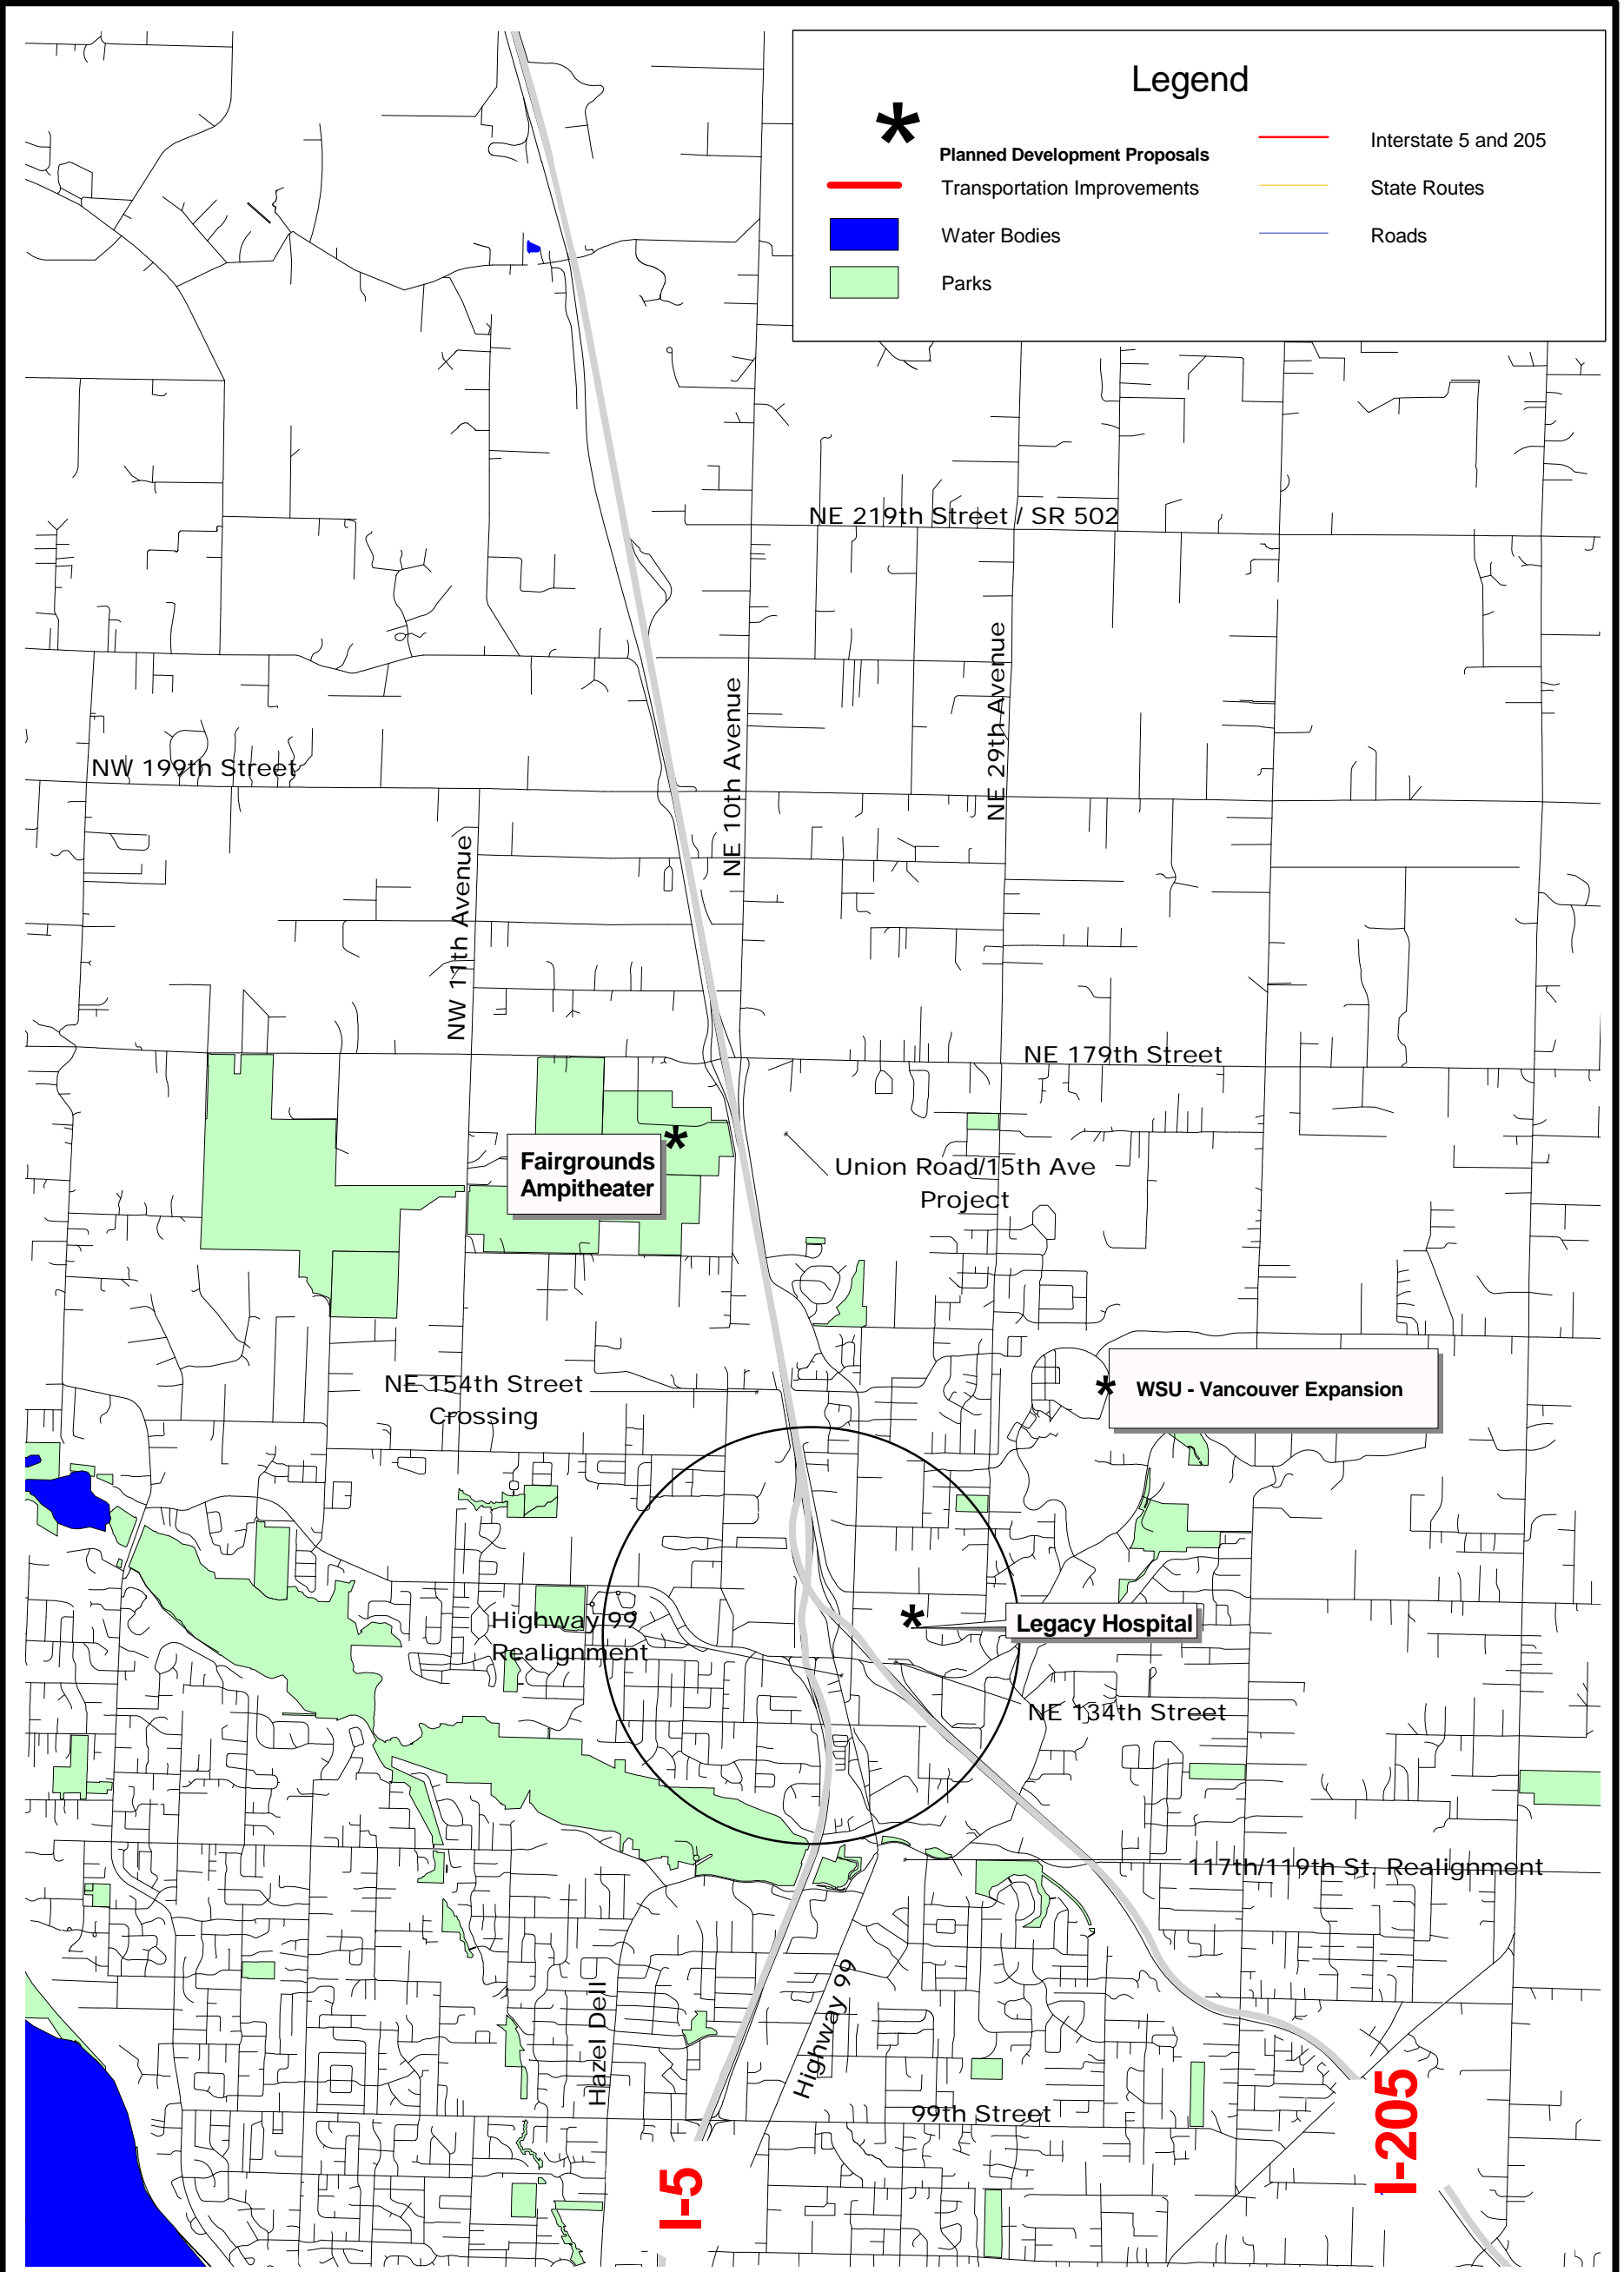 Legend
*
Planned Development Proposals
Transportation Improvements
Water Bodies
Parks
Interstate 5 and 205
State Routes
Roads
NE 219th Street / SR 502
NE 29th Avenue
NE 10th Avenue
NW 199th Street
NW 11th Avenue
NE 179th Street
*
Fairgrounds
Ampitheater
Union Road/15th Ave
Project
NE 154th Street
Crossing
*
WSU - Vancouver Expansion
*
Legacy Hospital
Highway 99
Realignment
NE 134th Street
117th/119th St. Realignment
Hazel Dell
Highway 99
99th Street
I-5
I-205